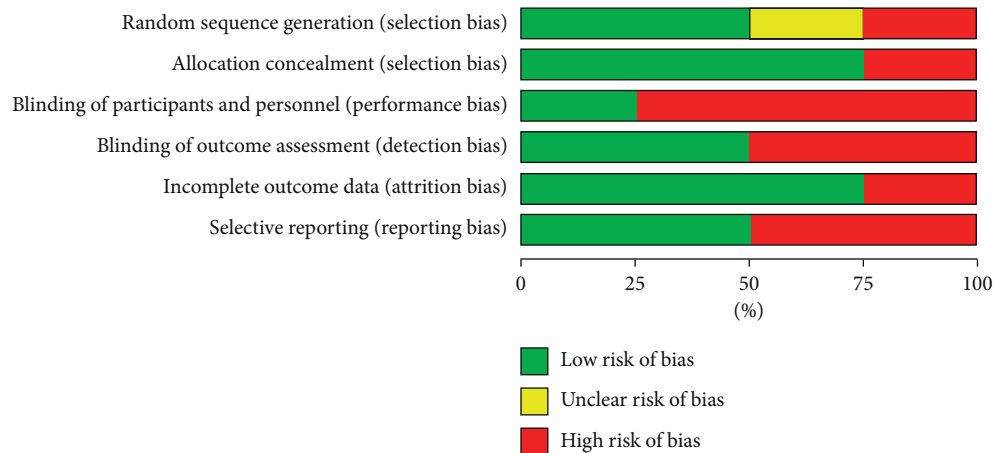 Random sequence generation (selection bias)
Allocation concealment (selection bias)
Blinding of participants and personnel (performance bias)
Blinding of outcome assessment (detection bias)
Incomplete outcome data (attrition bias)
Selective reporting (reporting bias)
0 25 50 75 100
(%)
Low risk of bias
Unclear risk of bias
High risk of bias